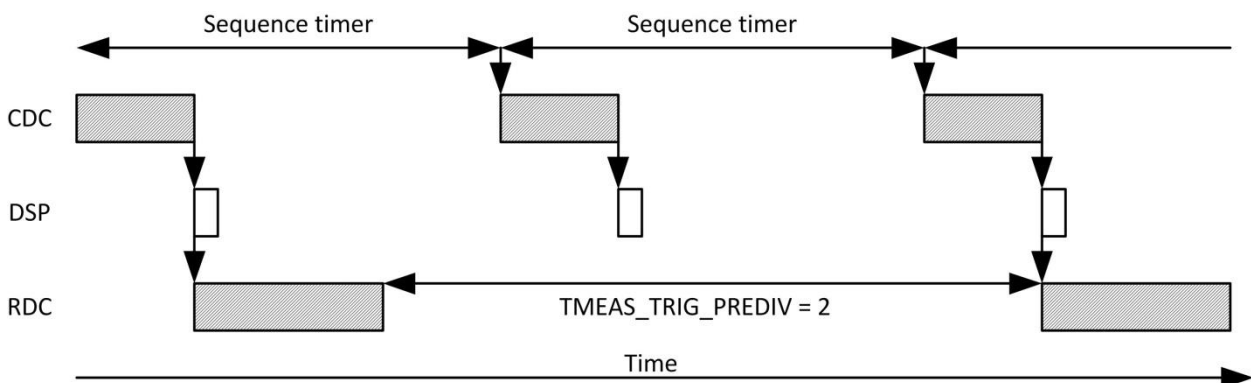 Sequence timer Sequence timer
CDC
DSP
RDC
TMEAS_TRIG_PREDIV = 2
Time